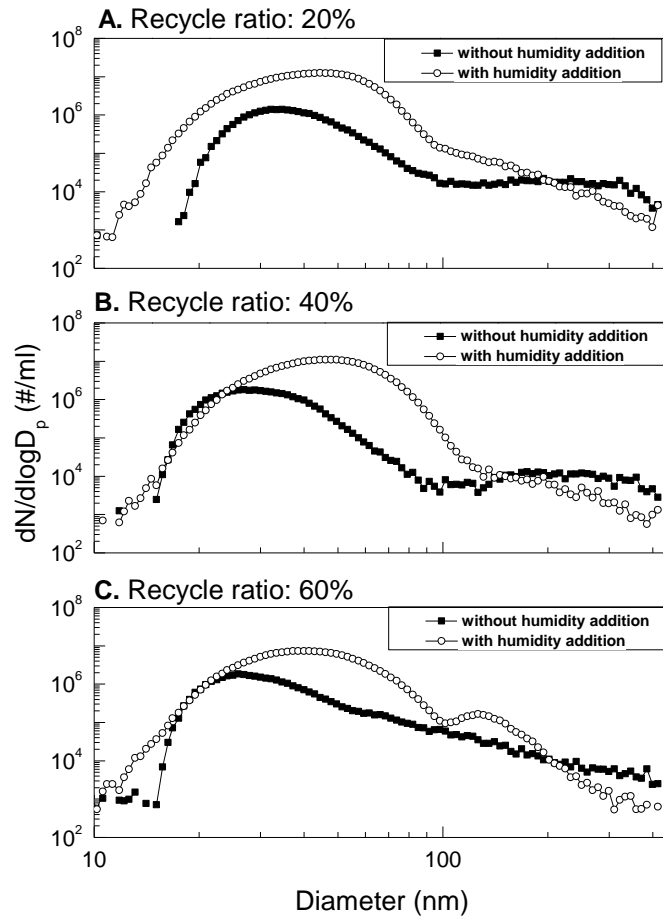 A. Recycle ratio: 20%
10^8
10^6
10^4
10^2
without humidity addition
with humidity addition
B. Recycle ratio: 40%
10^8
10^6
10^4
10^2
without humidity addition
with humidity addition
dN/dlogD_p (#/ml)
C. Recycle ratio: 60%
10^8
10^6
10^4
10^2
without humidity addition
with humidity addition
10
100
Diameter (nm)